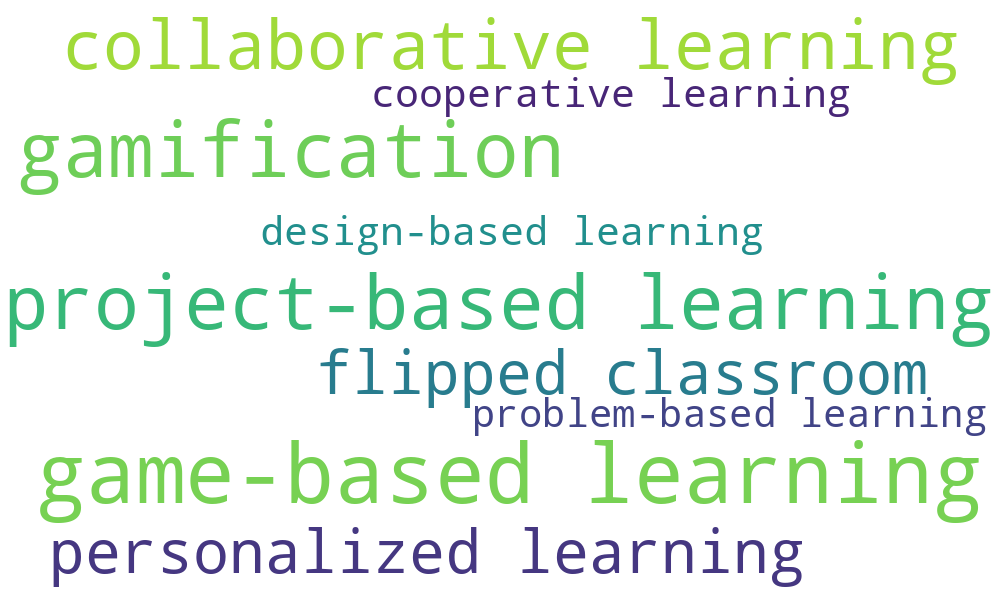 collaborative learning
cooperative learning
gamification
design-based learning
project-based learning
flipped classroom
problem-based learning
game-based learning
personalized learning